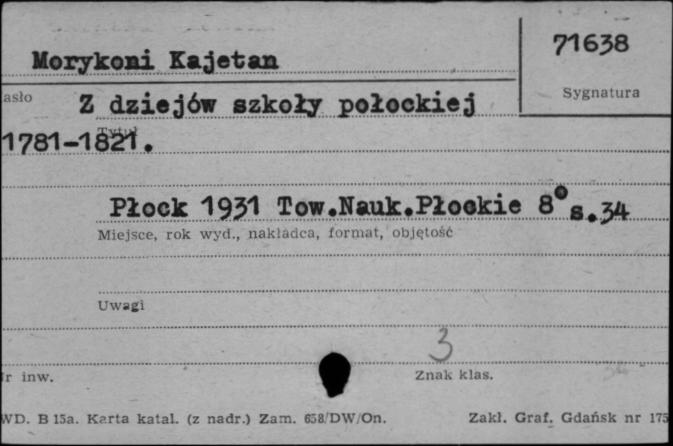 Morykoni Kajetan
71638
Sygnatura
asło
Z dziejów szkoły połockiej
Tytuł
1781-1821.
Płock 1931 Tow.Nauk.Płockie 8° s.34
Miejsce, rok wyd., nakładca, format, objętość
Uwagi
3
r inw.
Znak klas.
WD. B 15a. Karta katal. (z nadr.) Zam. 658/DW/On.
Zakł. Graf. Gdańsk nr 175